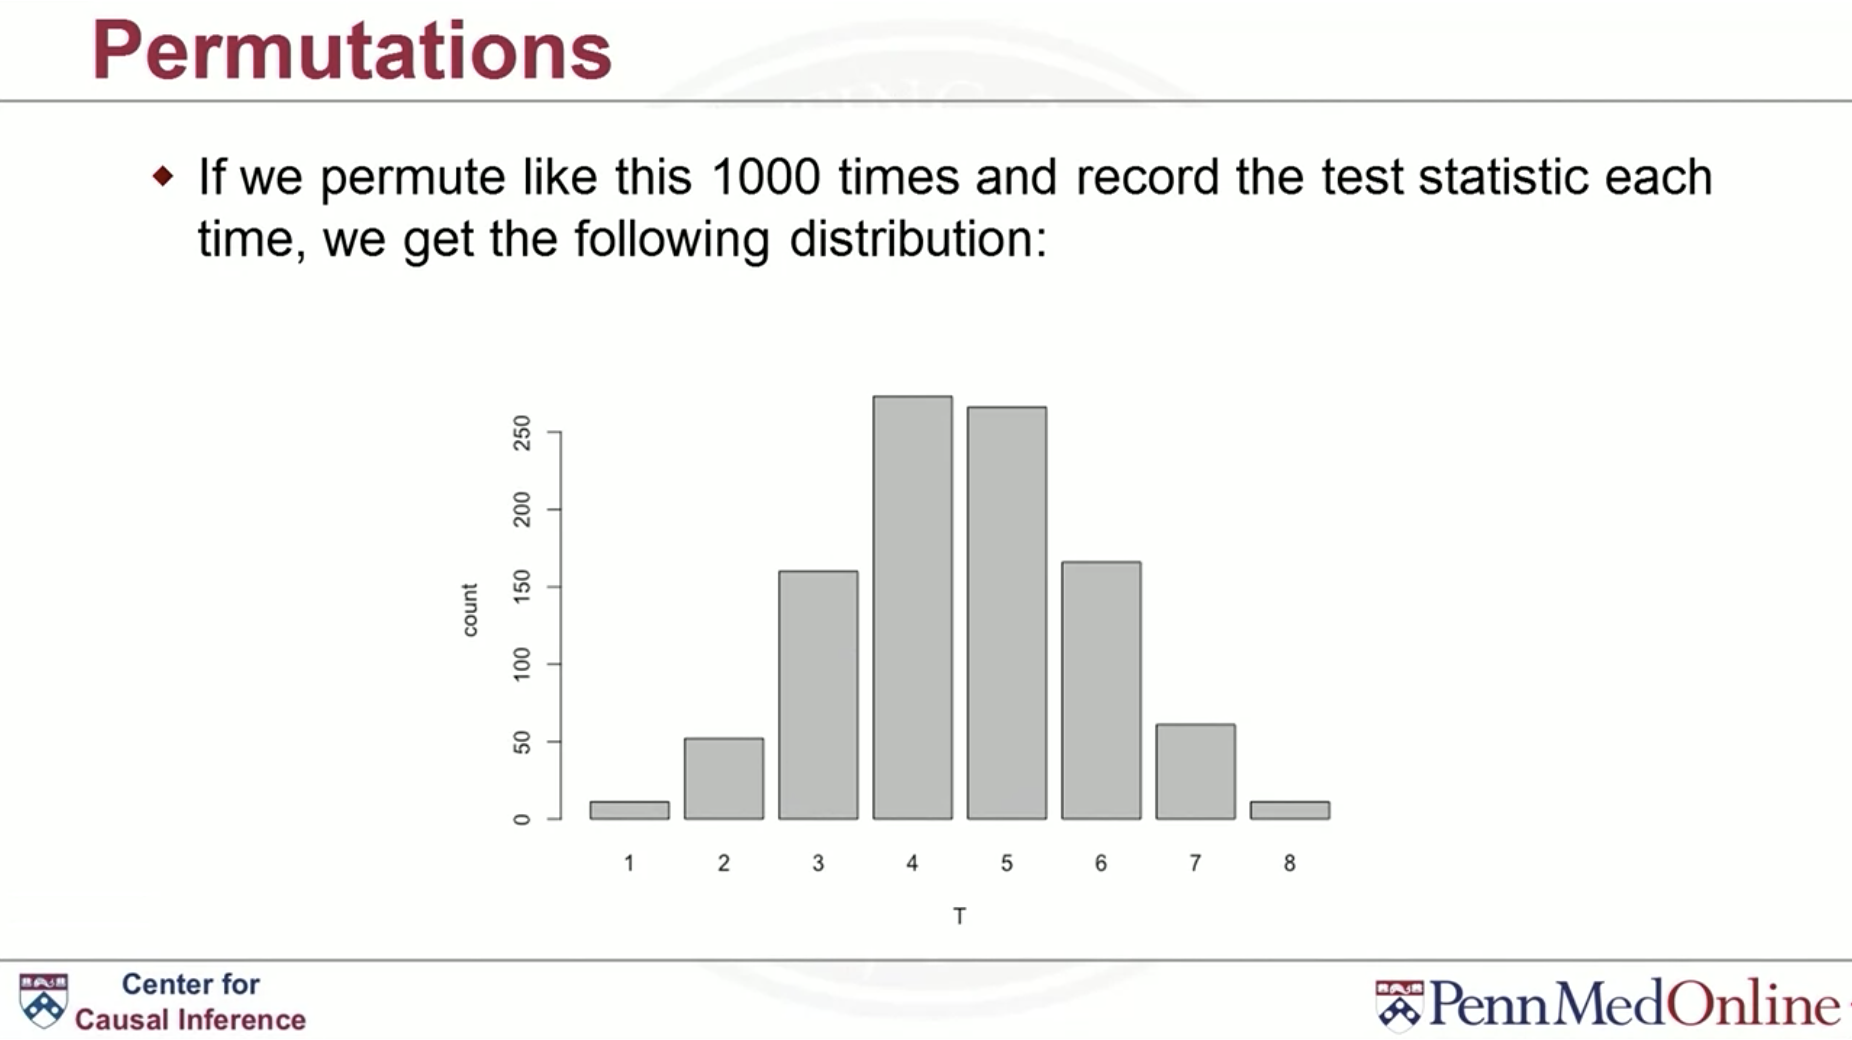 Permutations
If we permute like this 1000 times and record the test statistic each
time, we get the following distribution:
250
200
150
100
50
0
count
1 2 3 4 5 6 7 8
T
Center for
Causal Inference
PennMedOnline